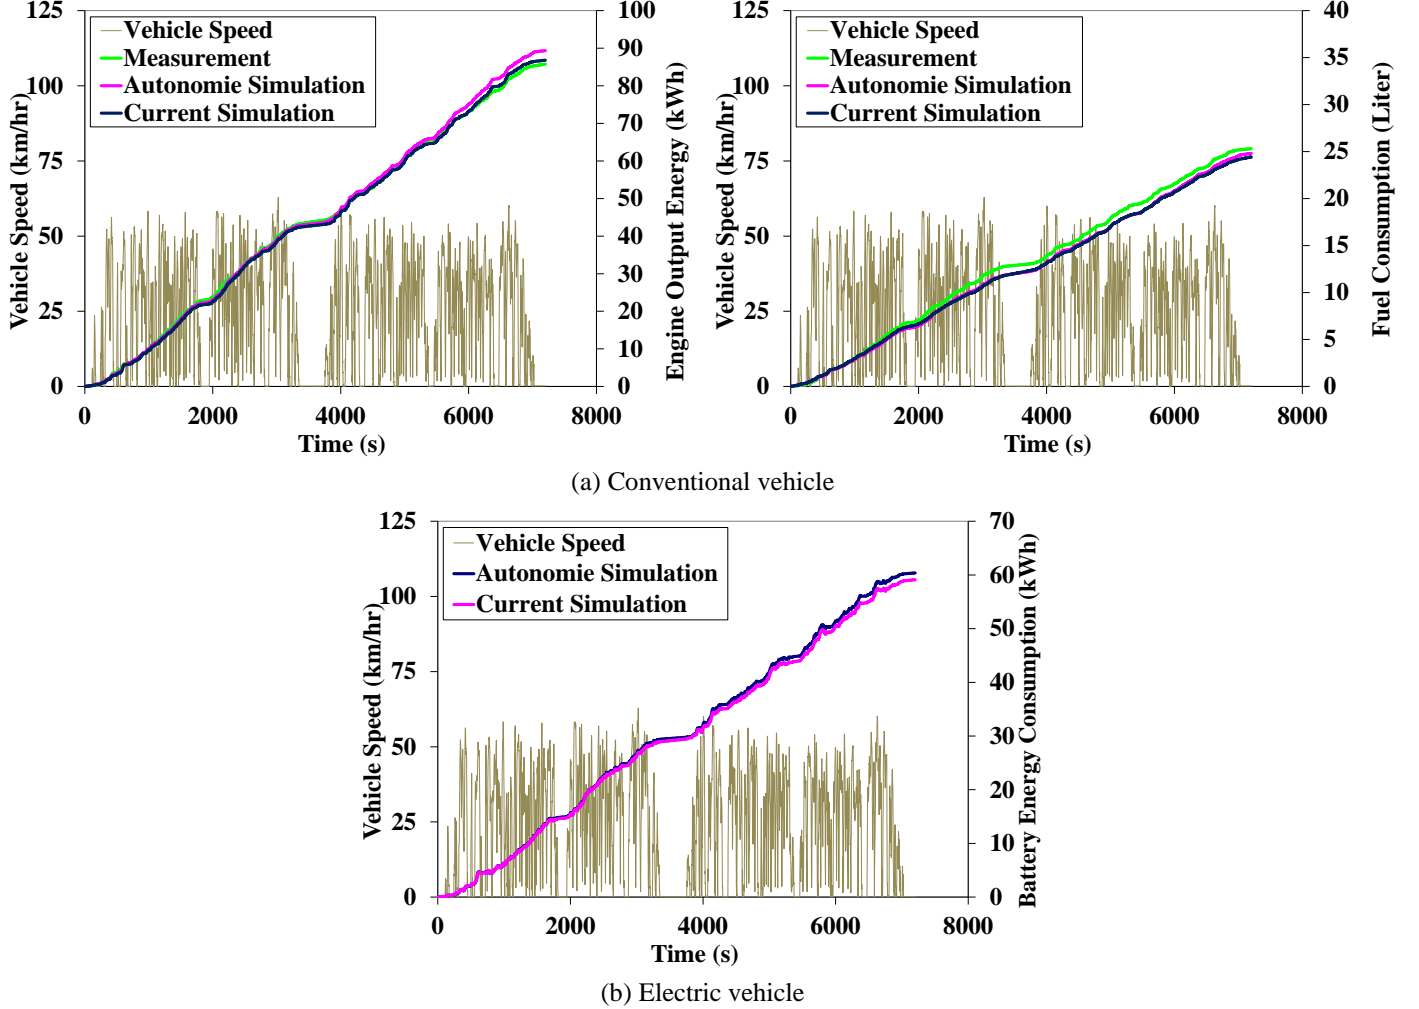 125
100
75
50
25
0
Vehicle Speed (km/hr)
Vehicle Speed
Measurement
Autonomie Simulation
Current Simulation
100
90
80
70
60
50
40
30
20
10
0
Engine Output Energy (kWh)
0 2000 4000 6000 8000
Time (s)
125
100
75
50
25
0
Vehicle Speed (km/hr)
Vehicle Speed
Measurement
Autonomie Simulation
Current Simulation
40
35
30
25
20
15
10
5
0
Fuel Consumption (Liter)
0 2000 4000 6000 8000
Time (s)
(a) Conventional vehicle
125
100
75
50
25
0
Vehicle Speed (km/hr)
Vehicle Speed
Autonomie Simulation
Current Simulation
70
60
50
40
30
20
10
0
Battery Energy Consumption (kWh)
0 2000 4000 6000 8000
Time (s)
(b) Electric vehicle